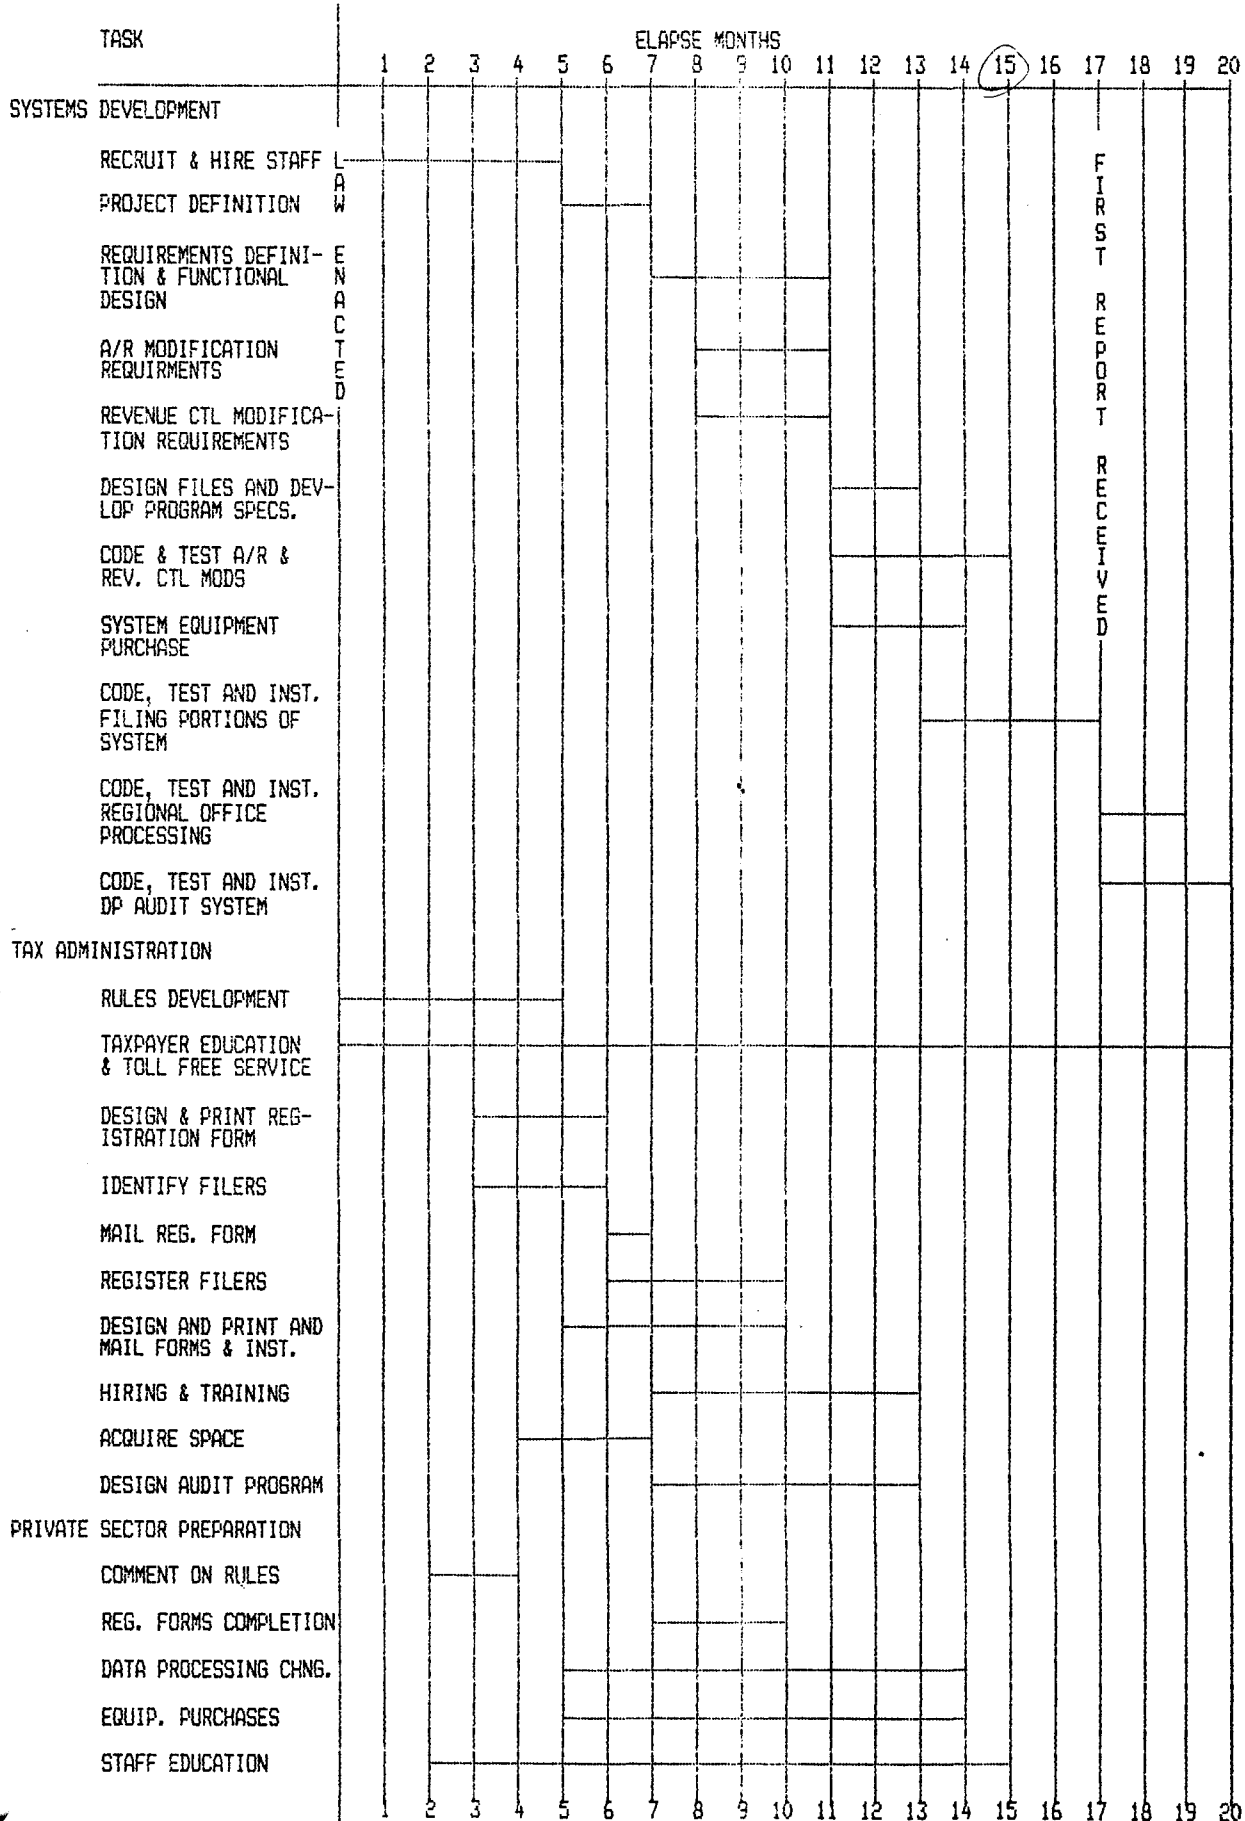 TASK
ELAPSE MONTHS
1 2 3 4 5 6 7 8 9 10 11 12 13 14 15 16 17 18 19 20
SYSTEMS DEVELOPMENT
RECRUIT & HIRE STAFF
PROJECT DEFINITION
REQUIREMENTS DEFINI-
TION & FUNCTIONAL
DESIGN
A/R MODIFICATION
REQUIRMENTS
REVENUE CTL MODIFICA-
TION REQUIREMENTS
DESIGN FILES AND DEV-
LOP PROGRAM SPECS.
CODE & TEST A/R &
REV. CTL MODS
SYSTEM EQUIPMENT
PURCHASE
CODE, TEST AND INST.
FILING PORTIONS OF
SYSTEM
CODE, TEST AND INST.
REGIONAL OFFICE
PROCESSING
CODE, TEST AND INST.
DP AUDIT SYSTEM
LAW ENACTED
FIRST REPORT RECEIVED
TAX ADMINISTRATION
RULES DEVELOPMENT
TAXPAYER EDUCATION
& TOLL FREE SERVICE
DESIGN & PRINT REG-
ISTRATION FORM
IDENTIFY FILERS
MAIL REG. FORM
REGISTER FILERS
DESIGN AND PRINT AND
MAIL FORMS & INST.
HIRING & TRAINING
ACQUIRE SPACE
DESIGN AUDIT PROGRAM
PRIVATE SECTOR PREPARATION
COMMENT ON RULES
REG. FORMS COMPLETION
DATA PROCESSING CHNG.
EQUIP. PURCHASES
STAFF EDUCATION
1 2 3 4 5 6 7 8 9 10 11 12 13 14 15 16 17 18 19 20